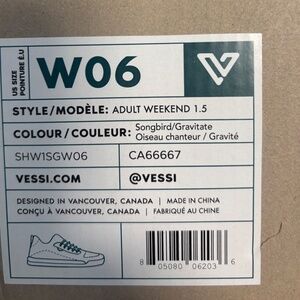 US SIZE
POINTURE É.U
W06
STYLE/MODÈLE: ADULT WEEKEND 1.5
COLOUR/COULEUR: Songbird/Gravitate
Oiseau chanteur / Gravité
SHW1SGW06 CA66667
VESSI.COM @VESSI
DESIGNED IN VANCOUVER, CANADA | MADE IN CHINA
CONÇU À VANCOUVER, CANADA | FABRIQUÉ AU CHINE
8 05080 06203 6